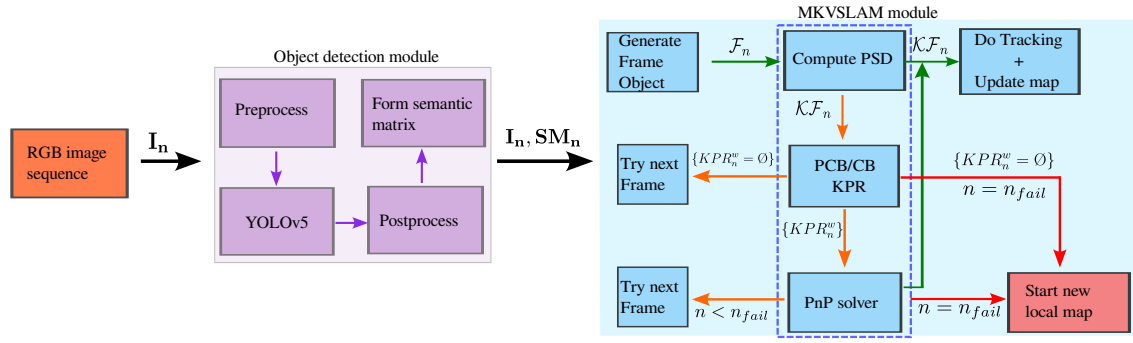 MKVSLAM module
Object detection module
RGB image
sequence
I_n
Preprocess
Form semantic
matrix
YOLOv5
Postprocess
I_n, SM_n
Generate
Frame
Object
F_n
Compute PSD
KF_n
Do Tracking
+
Update map
KF_n
Try next
Frame
{KPR_n^w = Ø}
PCB/CB
KPR
{KPR_n^w = Ø}
n = n_fail
{KPR_n^w}
Try next
Frame
n < n_fail
PnP solver
n = n_fail
Start new
local map